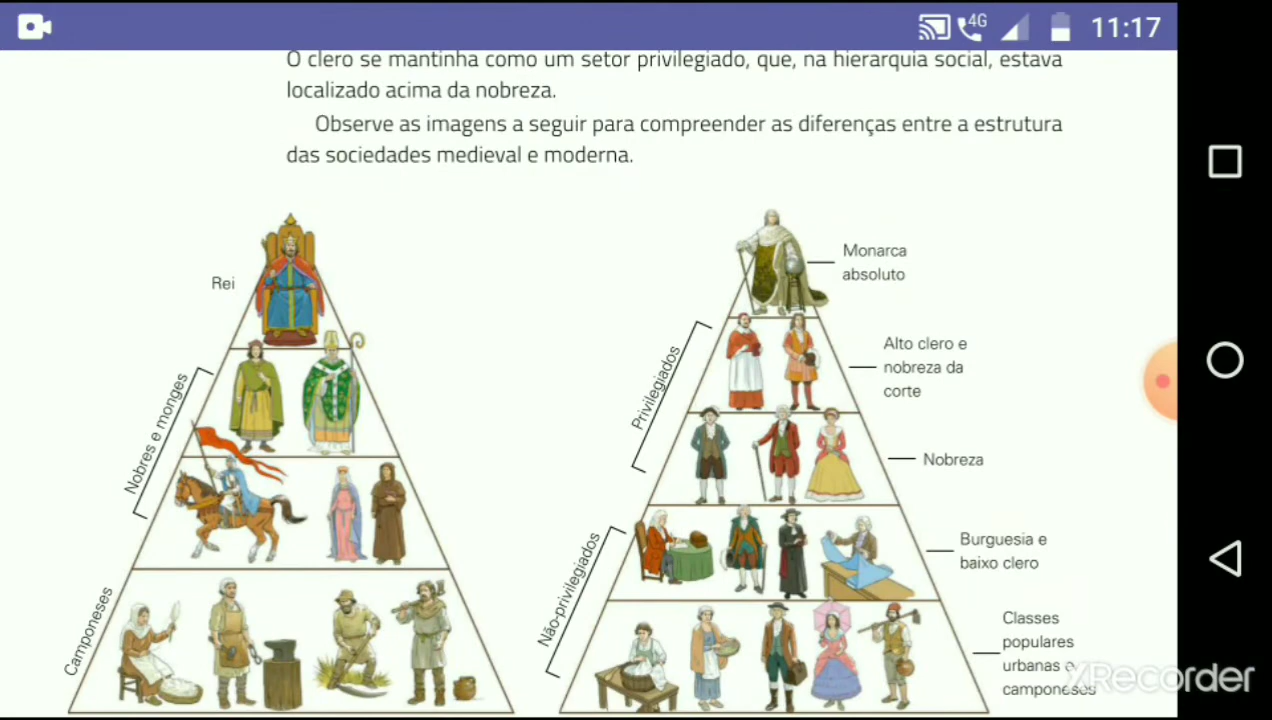 4G
11:17
O clero se mantinha como um setor privilegiado, que, na hierarquia social, estava
localizado acima da nobreza.
Observe as imagens a seguir para compreender as diferenças entre a estrutura
das sociedades medieval e moderna.
Rei
Nobres e monges
Camponeses
Monarca
absoluto
Privilegiados
Alto clero e
nobreza da
corte
Nobreza
Não-privilegiados
Burguesia e
baixo clero
Classes
populares
urbanas e
camponeses
XRecorder